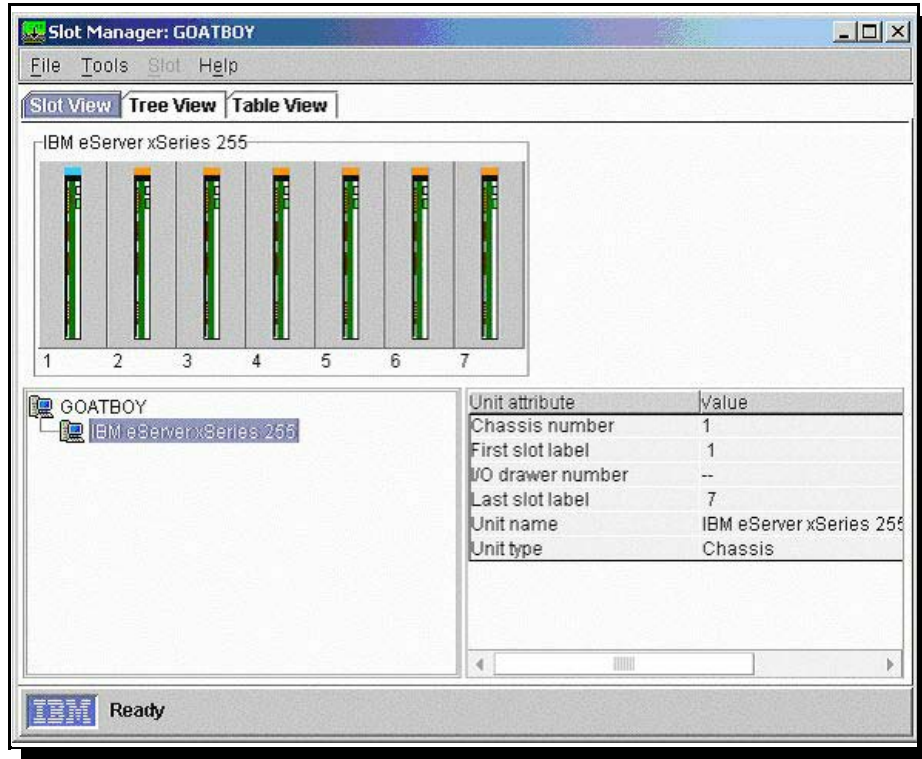 Slot Manager: GOATBOY
File Tools Slot Help
Slot View Tree View Table View
IBM eServer xSeries 255
1 2 3 4 5 6 7
GOATBOY
IBM eServer xSeries 255
Unit attribute Value
Chassis number 1
First slot label 1
I/O drawer number --
Last slot label 7
Unit name IBM eServer xSeries 255
Unit type Chassis
IBM Ready